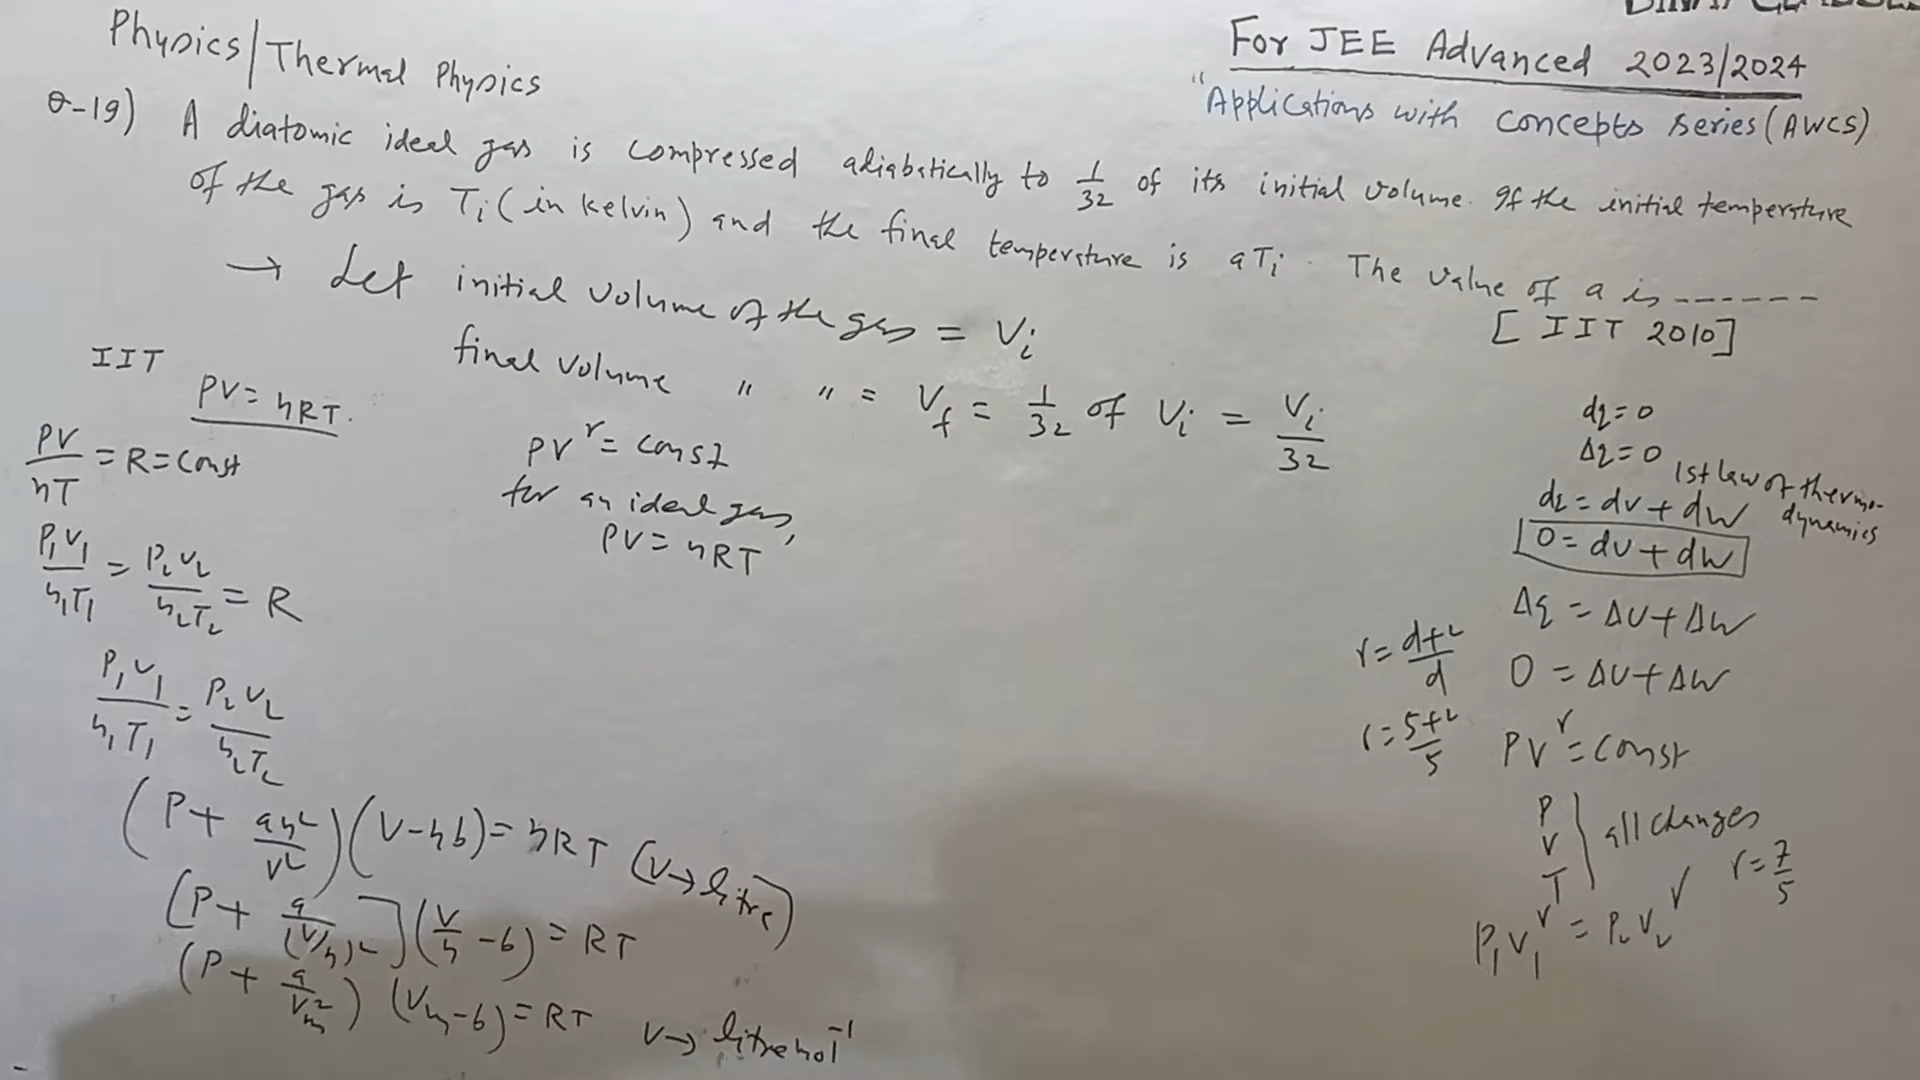 Physics/Thermal Physics
For JEE Advanced 2023/2024
"Applications with concepts series (AWCS)
Q-19) A diatomic ideal gas is compressed adiabatically to 1/32 of its initial volume. If the initial temperature
of the gas is Ti (in kelvin) and the final temperature is aTi. The value of a is ------
[IIT 2010]
→ Let initial volume of the gas = Vi
final volume " " = Vf = 1/32 of Vi = Vi/32
IIT
PV = nRT.
PV/nT = R = const
P1V1/n1T1 = P2V2/n2T2 = R
P1V1/n1T1 = P2V2/n2T2
(P + an²/V²)(V-nb) = nRT (V→litre)
[P + a/(V/n)²](V/n - b) = RT
(P + a/Vm²)(Vm-b) = RT V→ litre mol⁻¹
PV^r = const
for an ideal gas,
PV = nRT
dq = 0
Δq = 0
1st law of thermo-
dynamics
dq = dU + dW
0 = dU + dW
Δq = ΔU + ΔW
0 = ΔU + ΔW
r = d+2/d
r = 5+2/5
PV^r = const
P
V
T
all changes
r = 7/5
P1V1^r = P2V2^r